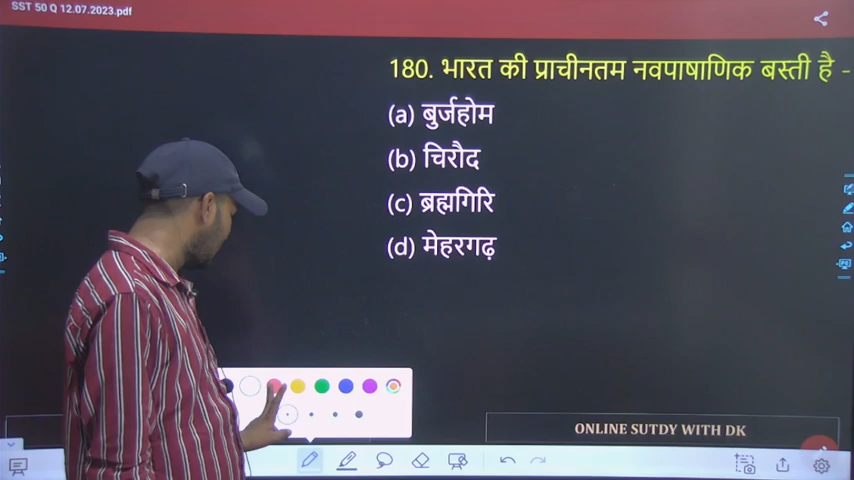 SST 50 Q 12.07.2023.pdf
180. भारत की प्राचीनतम नवपाषाणिक बस्ती है -
(a) बुर्जहोम
(b) चिरौद
(c) ब्रह्मगिरि
(d) मेहरगढ़
ONLINE SUTDY WITH DK